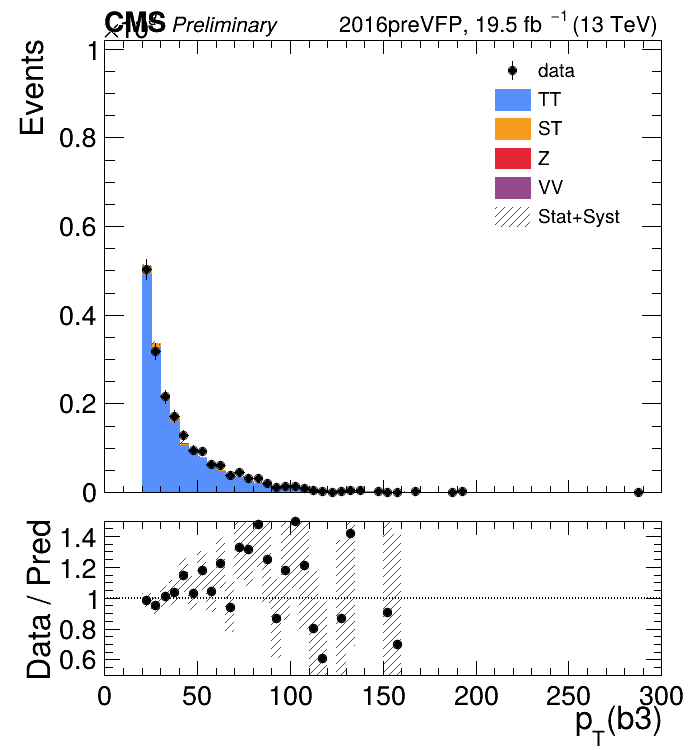 CMS Preliminary 2016preVFP, 19.5 fb⁻¹ (13 TeV)
Events
1
0.8
0.6
0.4
0.2
0
data
TT
ST
Z
VV
Stat+Syst
Data / Pred
1.4
1.2
1
0.8
0.6
0 50 100 150 200 250 300
p_T(b3)